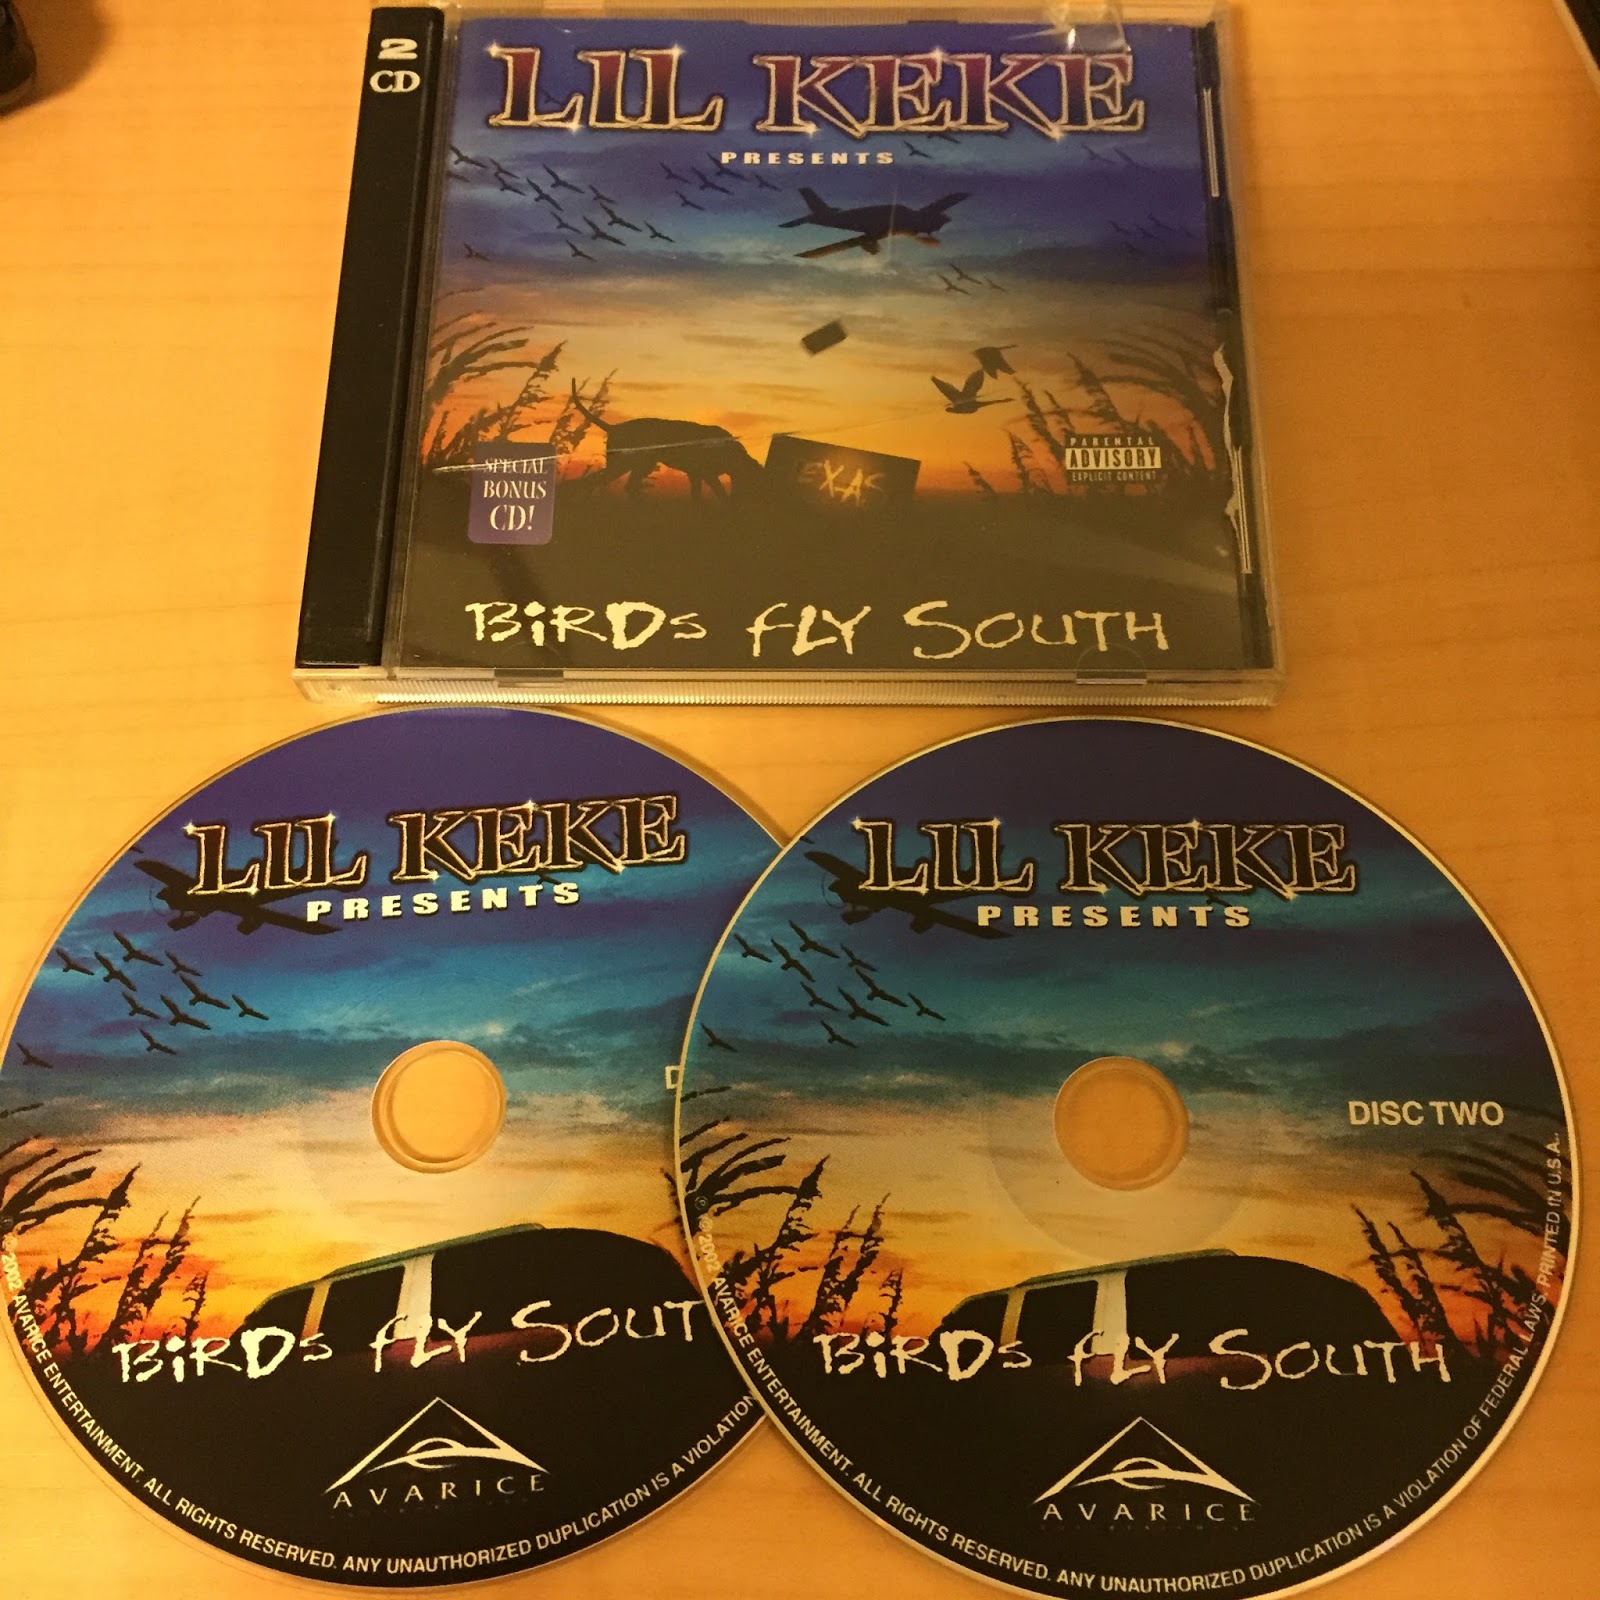 2
CD
LIL KEKE
PRESENTS
EXAS
PARENTAL
ADVISORY
EXPLICIT CONTENT
SPECIAL
BONUS
CD!
BiRDs fLY SOUTH
LIL KEKE
PRESENTS
D
BiRDs fLY SOUT
AVARICE
℗ © 2002 AVARICE ENTERTAINMENT. ALL RIGHTS RESERVED. ANY UNAUTHORIZED DUPLICATION IS A VIOLATION
LIL KEKE
PRESENTS
DISC TWO
BiRDs fLY SOUTH
AVARICE
℗ © 2002 AVARICE ENTERTAINMENT. ALL RIGHTS RESERVED. ANY UNAUTHORIZED DUPLICATION IS A VIOLATION OF FEDERAL LAWS. PRINTED IN U.S.A..